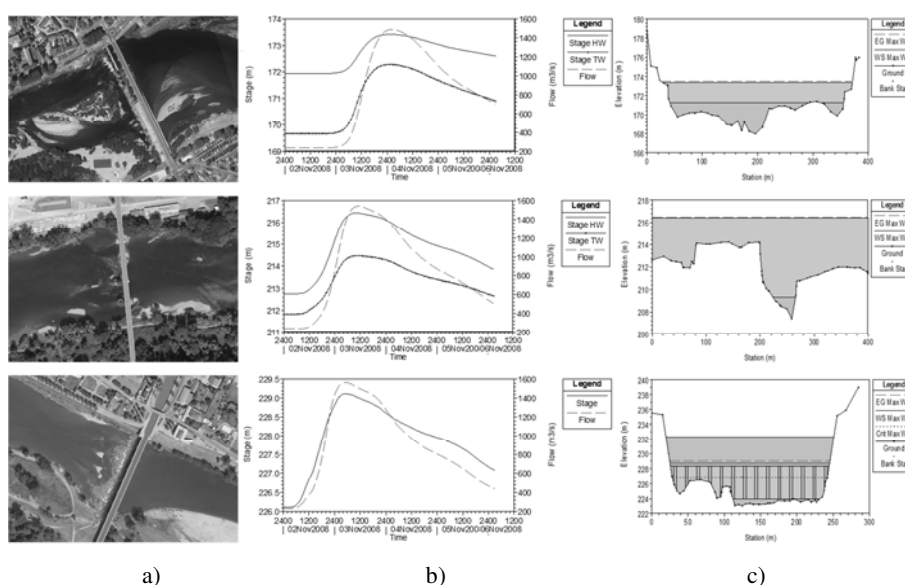 174
173
172
171
170
169
Stage (m)
1600
1400
1200
1000
800
600
400
200
Flow (m3/s)
2400 1200 2400 1200 2400 1200 2400 1200 2400 1200
| 02Nov2008 | 03Nov2008 | 04Nov2008 | 05Nov2008
Time
Legend
Stage HW
Stage TW
Flow
180
178
176
174
172
170
168
166
Elevation (m)
0 100 200 300 400
Station (m)
Legend
EG Max W
WS Max W
Ground
Bank Sta
217
216
215
214
213
212
211
Stage (m)
1600
1400
1200
1000
800
600
400
200
Flow (m3/s)
2400 1200 2400 1200 2400 1200 2400 1200 2400 1200
| 02Nov2008 | 03Nov2008 | 04Nov2008
Time
Legend
Stage HW
Stage TW
Flow
218
216
214
212
210
208
206
Elevation (m)
0 100 200 300 400
Station (m)
Legend
EG Max W
WS Max W
Ground
Bank Sta
229.5
229.0
228.5
228.0
227.5
227.0
226.5
226.0
Stage (m)
1600
1400
1200
1000
800
600
400
200
Flow (m3/s)
2400 1200 2400 1200 2400 1200 2400 1200 2400 1200
| 02Nov2008 | 03Nov2008 | 04Nov2008 | 05Nov2008
Time
Legend
Stage
Flow
240
238
236
234
232
230
228
226
224
222
Elevation (m)
0 50 100 150 200 250 300
Station (m)
Legend
EG Max W
WS Max W
Crit Max W
Ground
Bank Sta
a) b) c)